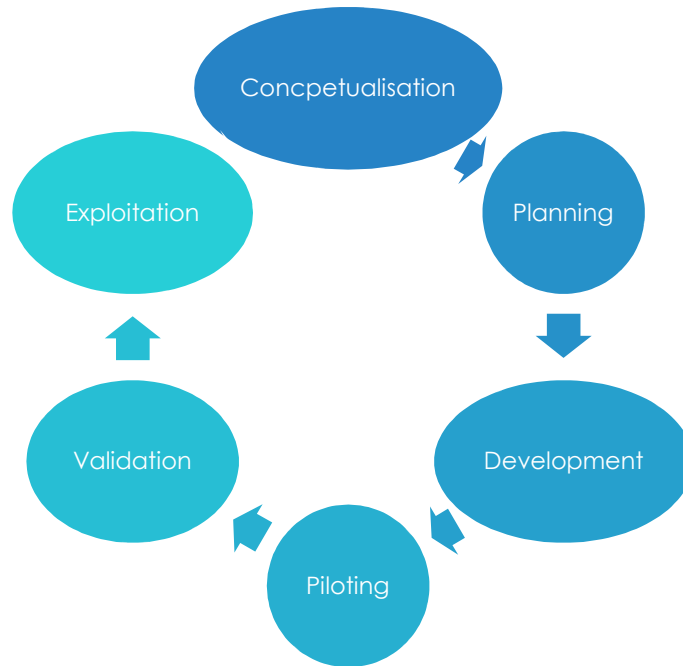 Concpetualisation
Planning
Development
Piloting
Validation
Exploitation